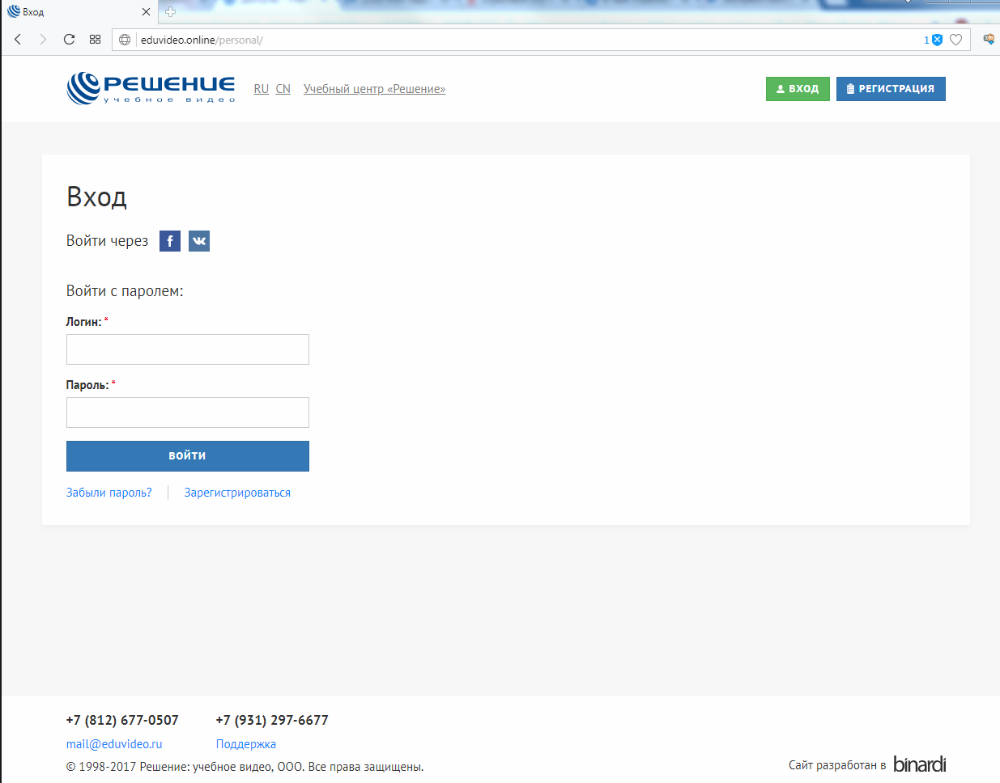 Вход
eduvideo.online/personal/
1
РЕШЕНИЕ
учебное видео
RU CN Учебный центр «Решение»
ВХОД
РЕГИСТРАЦИЯ
Вход
Войти через
Войти с паролем:
Логин: *
Пароль: *
ВОЙТИ
Забыли пароль?
Зарегистрироваться
+7 (812) 677-0507
+7 (931) 297-6677
mail@eduvideo.ru
Поддержка
© 1998-2017 Решение: учебное видео, ООО. Все права защищены.
Сайт разработан в binardi